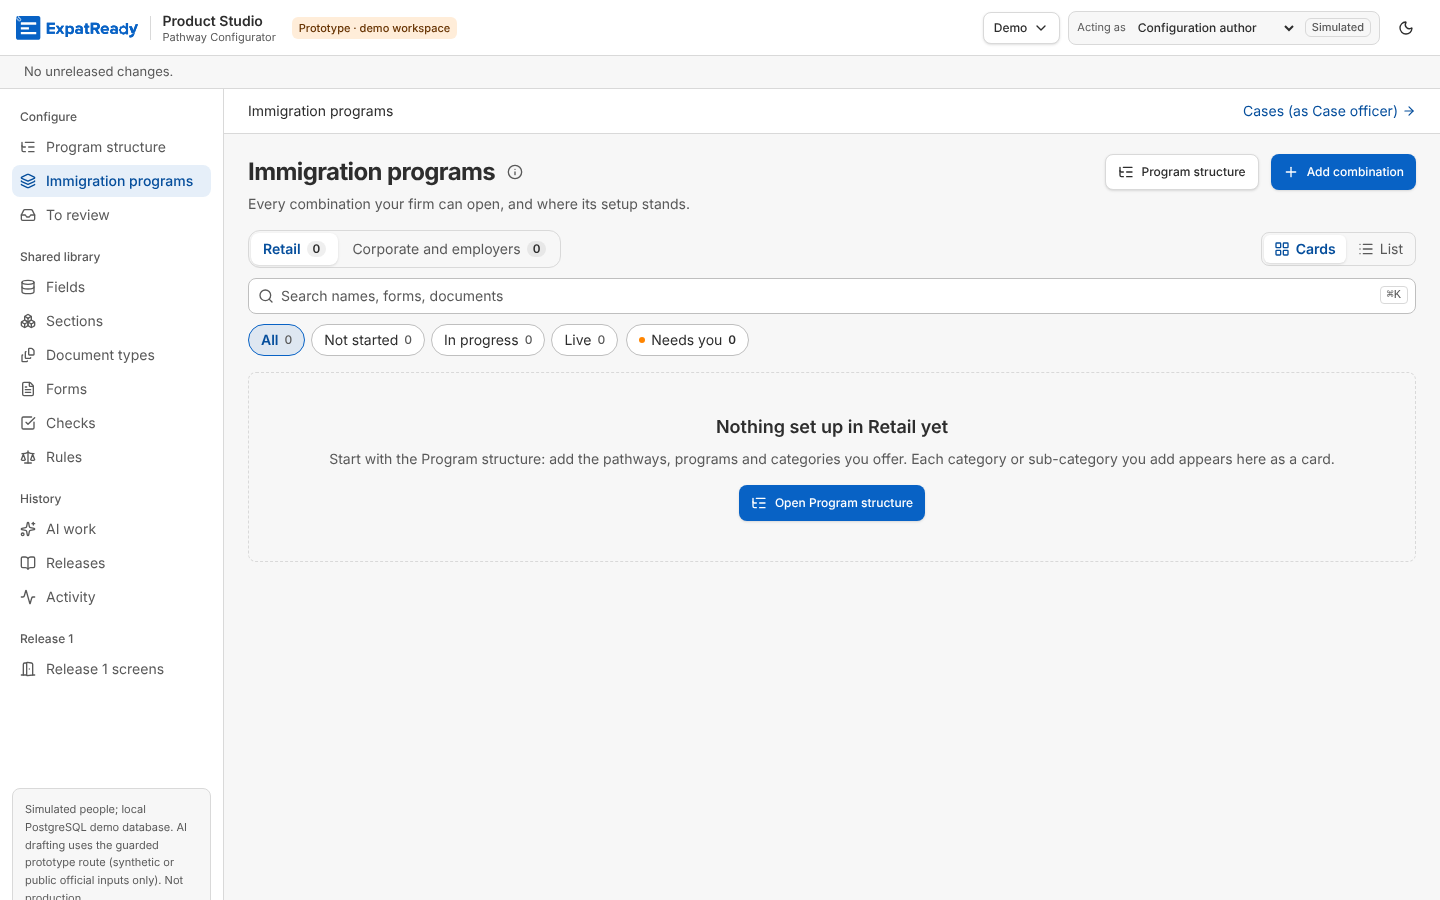 ExpatReady
Product Studio
Pathway Configurator
Prototype · demo workspace
Demo
Acting as Configuration author Simulated
No unreleased changes.
Configure
Program structure
Immigration programs
To review
Shared library
Fields
Sections
Document types
Forms
Checks
Rules
History
AI work
Releases
Activity
Release 1
Release 1 screens
Simulated people; local
PostgreSQL demo database. AI
drafting uses the guarded
prototype route (synthetic or
public official inputs only). Not
production
Immigration programs
Cases (as Case officer)
Immigration programs
Program structure
Add combination
Every combination your firm can open, and where its setup stands.
Retail 0 Corporate and employers 0
Cards List
Search names, forms, documents ⌘K
All 0 Not started 0 In progress 0 Live 0 Needs you 0
Nothing set up in Retail yet
Start with the Program structure: add the pathways, programs and categories you offer. Each category or sub-category you add appears here as a card.
Open Program structure